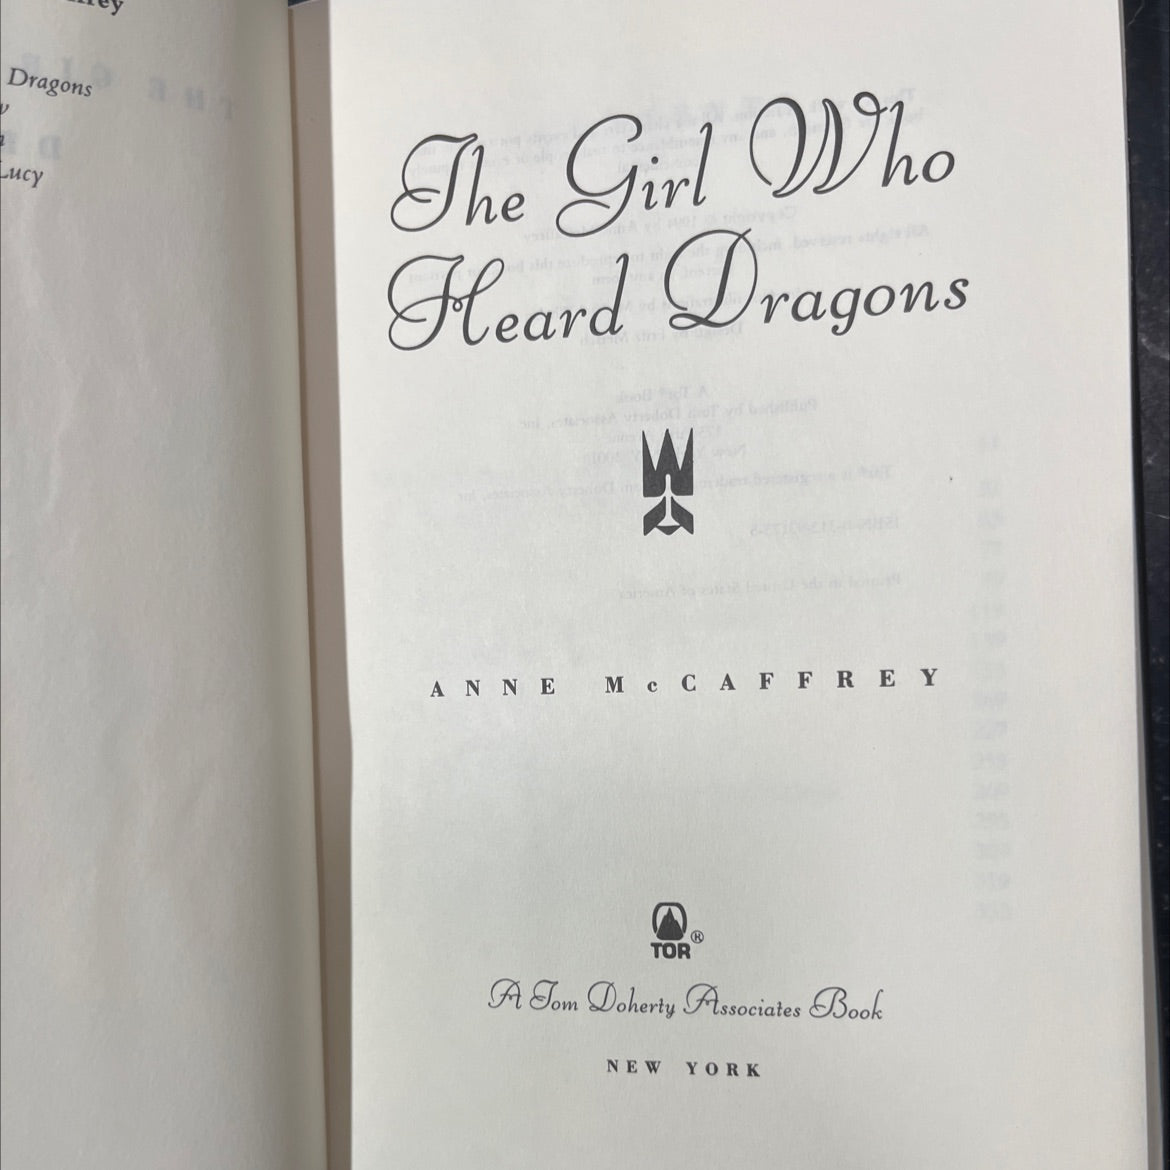 Dragons
Lucy
The Girl Who
Heard Dragons
ANNE McCAFFREY
TOR®
A Tom Doherty Associates Book
NEW YORK